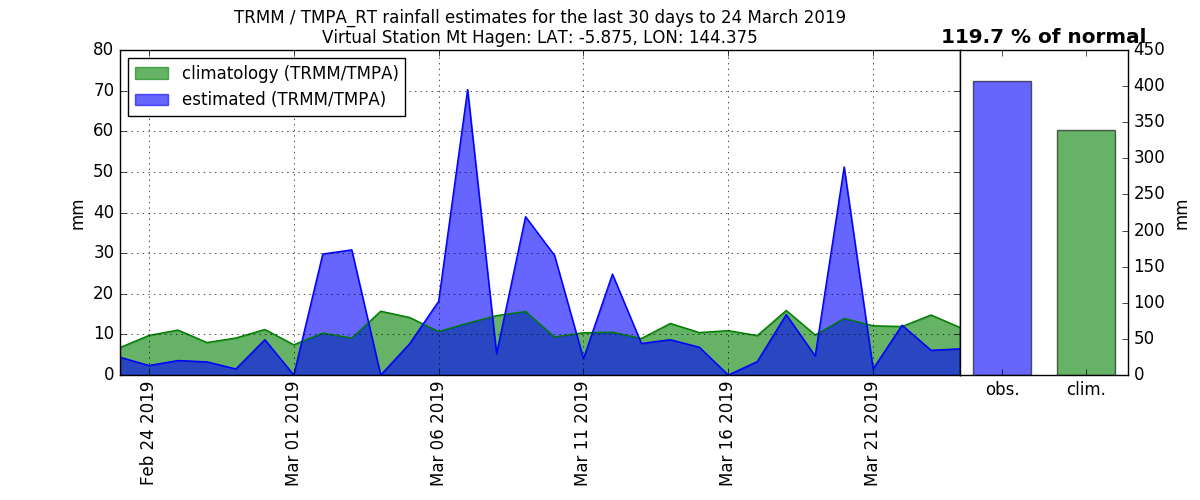 TRMM / TMPA_RT rainfall estimates for the last 30 days to 24 March 2019
Virtual Station Mt Hagen: LAT: -5.875, LON: 144.375
119.7 % of normal
climatology (TRMM/TMPA)
estimated (TRMM/TMPA)
80
70
60
50
40
30
20
10
0
mm
Feb 24 2019
Mar 01 2019
Mar 06 2019
Mar 11 2019
Mar 16 2019
Mar 21 2019
450
400
350
300
250
200
150
100
50
0
mm
obs.
clim.